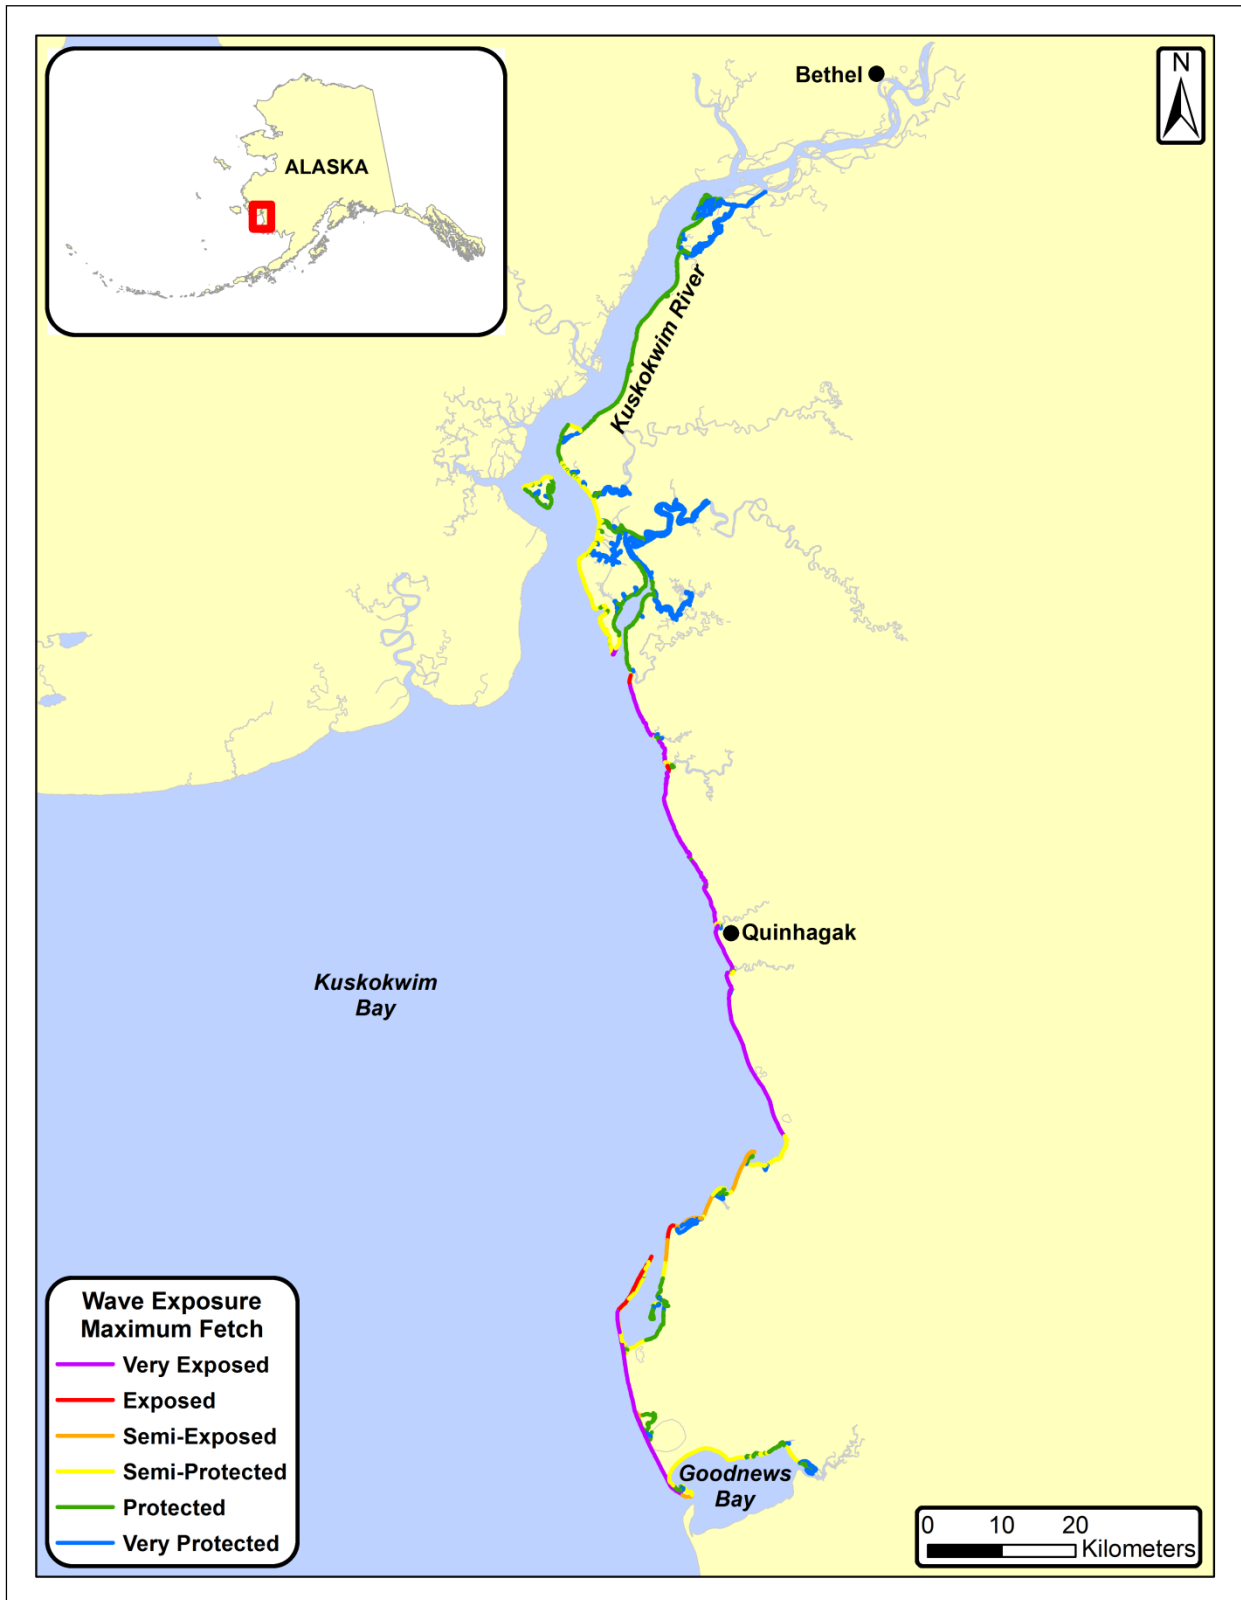 Bethel
N
ALASKA
Kuskokwim River
Quinhagak
Kuskokwim
Bay
Goodnews
Bay
Wave Exposure
Maximum Fetch
Very Exposed
Exposed
Semi-Exposed
Semi-Protected
Protected
Very Protected
0 10 20
Kilometers